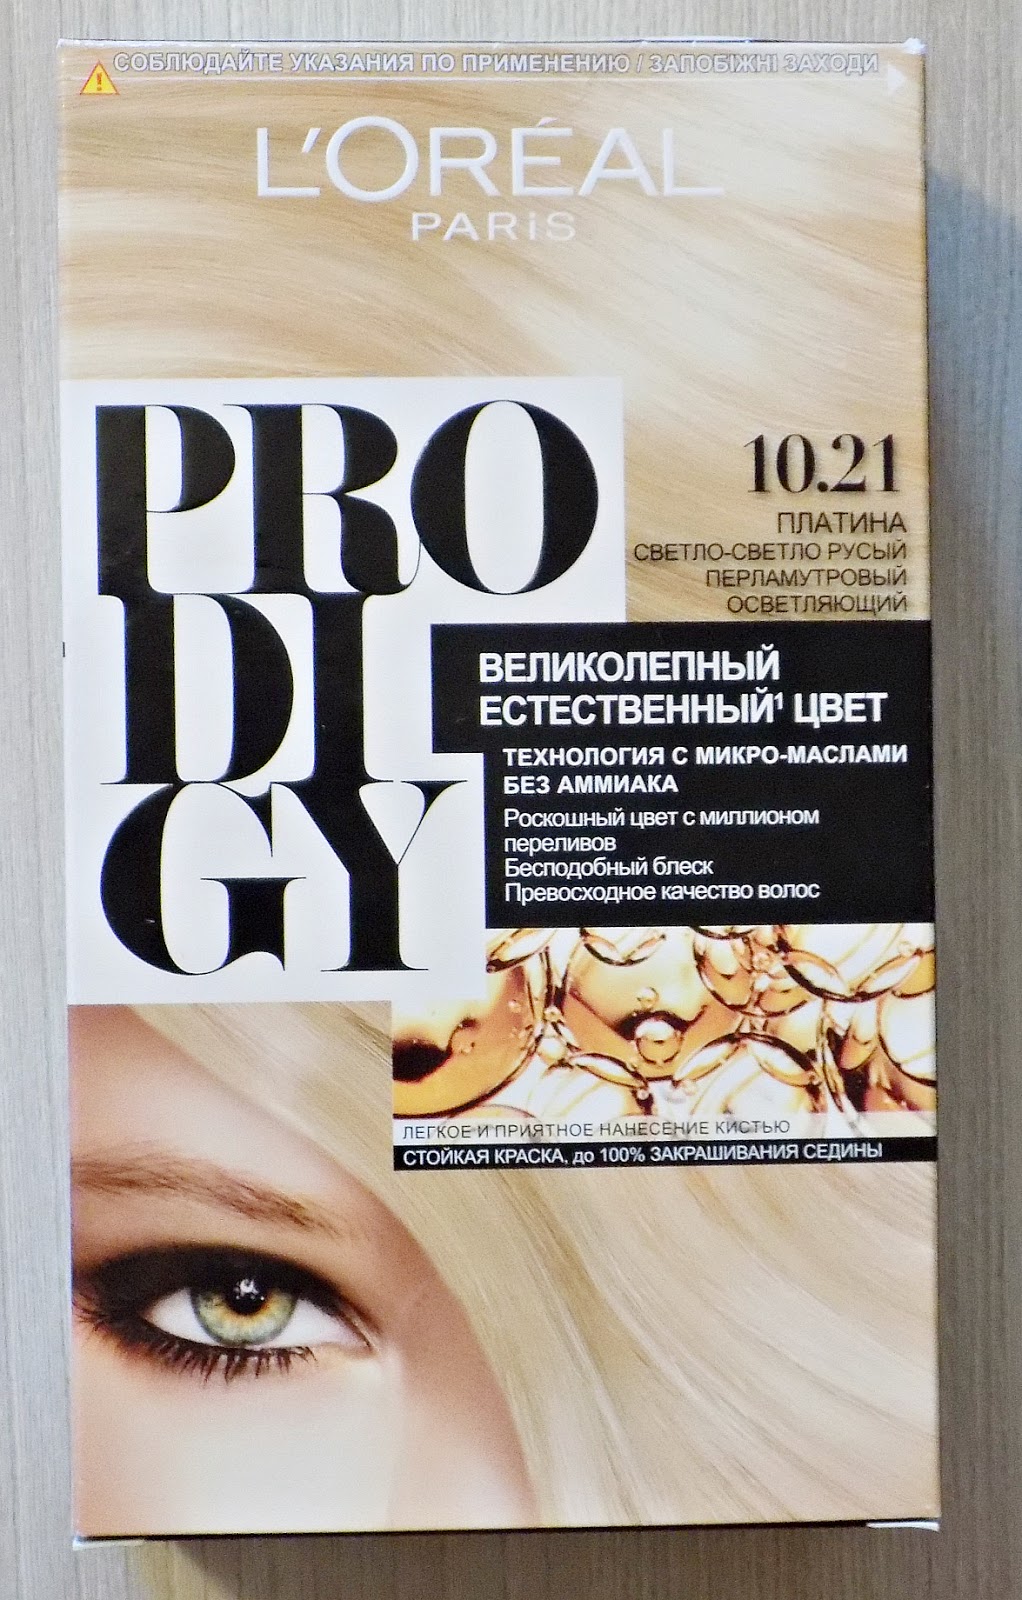 СОБЛЮДАЙТЕ УКАЗАНИЯ ПО ПРИМЕНЕНИЮ / ЗАПОБІЖНІ ЗАХОДИ
L'ORÉAL
PARiS
PRO
DI
GY
10.21
ПЛАТИНА
СВЕТЛО-СВЕТЛО РУСЫЙ
ПЕРЛАМУТРОВЫЙ
ОСВЕТЛЯЮЩИЙ
ВЕЛИКОЛЕПНЫЙ
ЕСТЕСТВЕННЫЙ¹ ЦВЕТ
ТЕХНОЛОГИЯ С МИКРО-МАСЛАМИ
БЕЗ АММИАКА
Роскошный цвет с миллионом
переливов
Бесподобный блеск
Превосходное качество волос
ЛЕГКОЕ И ПРИЯТНОЕ НАНЕСЕНИЕ КИСТЬЮ
СТОЙКАЯ КРАСКА, до 100% ЗАКРАШИВАНИЯ СЕДИНЫ